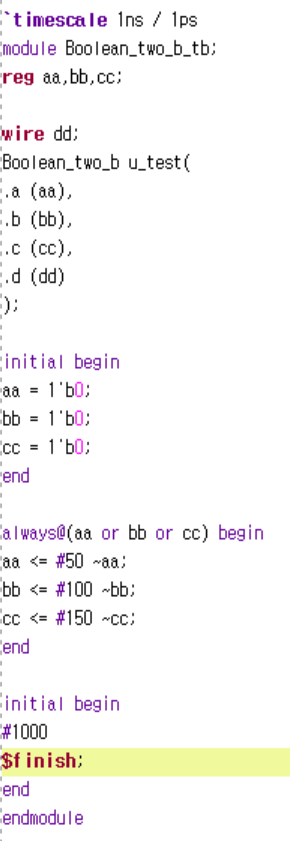 `timescale 1ns / 1ps
module Boolean_two_b_tb;
reg aa,bb,cc;
wire dd;
Boolean_two_b u_test(
.a (aa),
.b (bb),
.c (cc),
.d (dd)
);
initial begin
aa = 1'b0;
bb = 1'b0;
cc = 1'b0;
end
always@(aa or bb or cc) begin
aa <= #50 ~aa;
bb <= #100 ~bb;
cc <= #150 ~cc;
end
initial begin
#1000
$finish;
end
endmodule